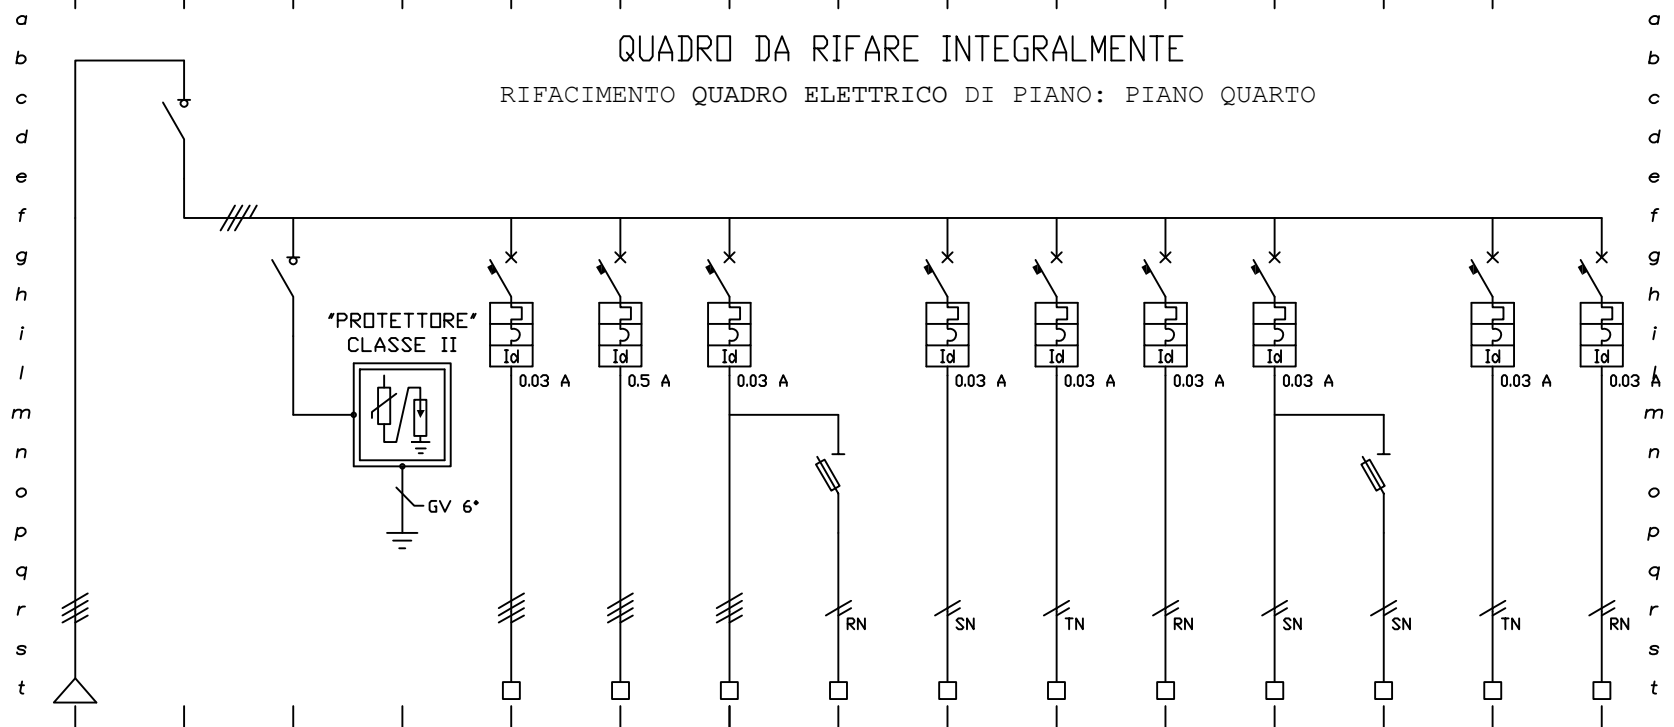 a a
QUADRO DA RIFARE INTEGRALMENTE
b b
RIFACIMENTO QUADRO ELETTRICO DI PIANO: PIANO QUARTO
c c
d d
e e
f f
g g
h h
"PROTETTORE"
i i
CLASSE II
Id Id Id Id Id Id Id Id Id
l l
0.03 A 0.5 A 0.03 A 0.03 A 0.03 A 0.03 A 0.03 A 0.03 A 0.03 A
m m
n n
o o
GV 6*
p p
q q
r r
RN SN TN RN SN SN TN RN
s s
t t